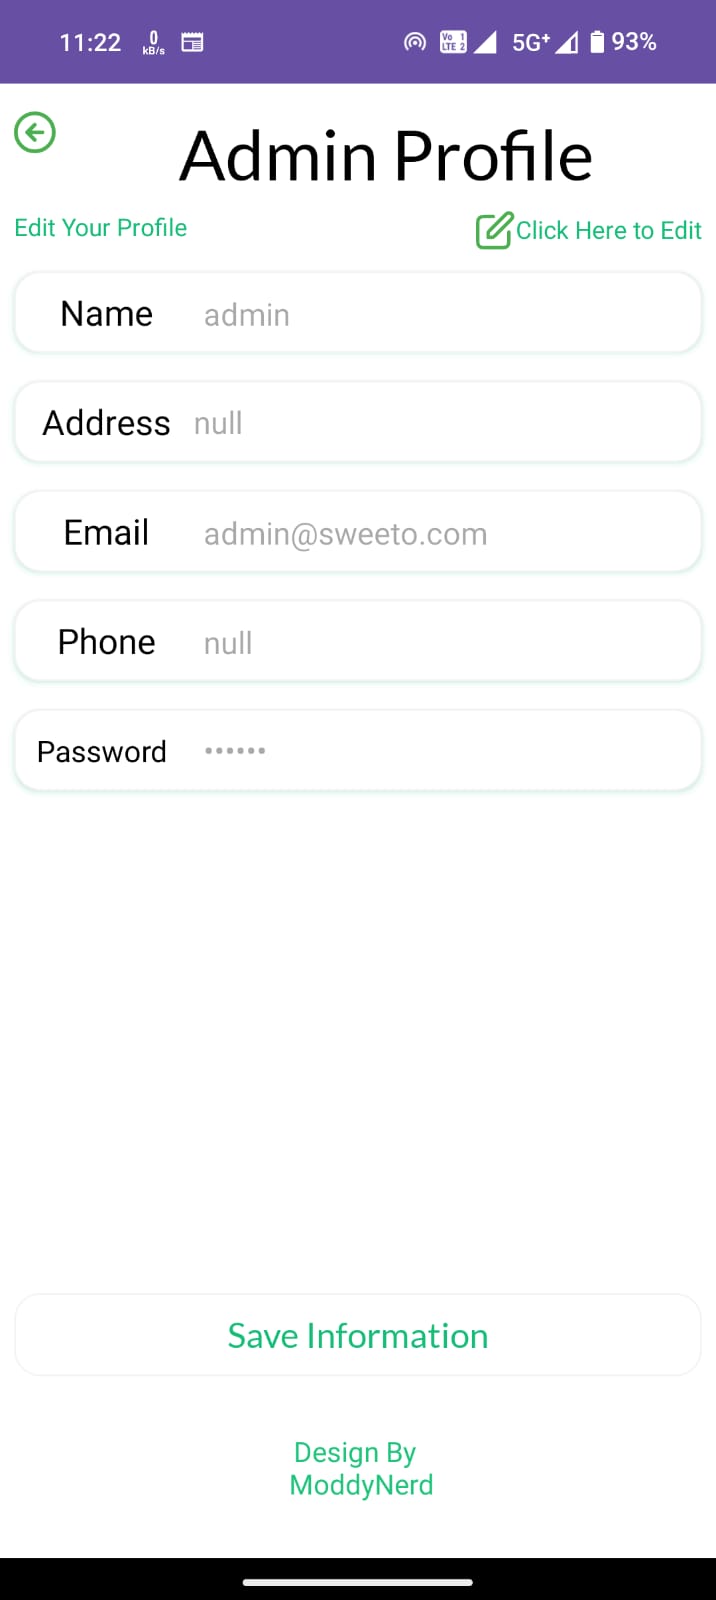 11:22 0 kB/s Vo 1 LTE 2 5G+ 93%
Admin Profile
Edit Your Profile Click Here to Edit
Name admin
Address null
Email admin@sweeto.com
Phone null
Password ••••••
Save Information
Design By
ModdyNerd